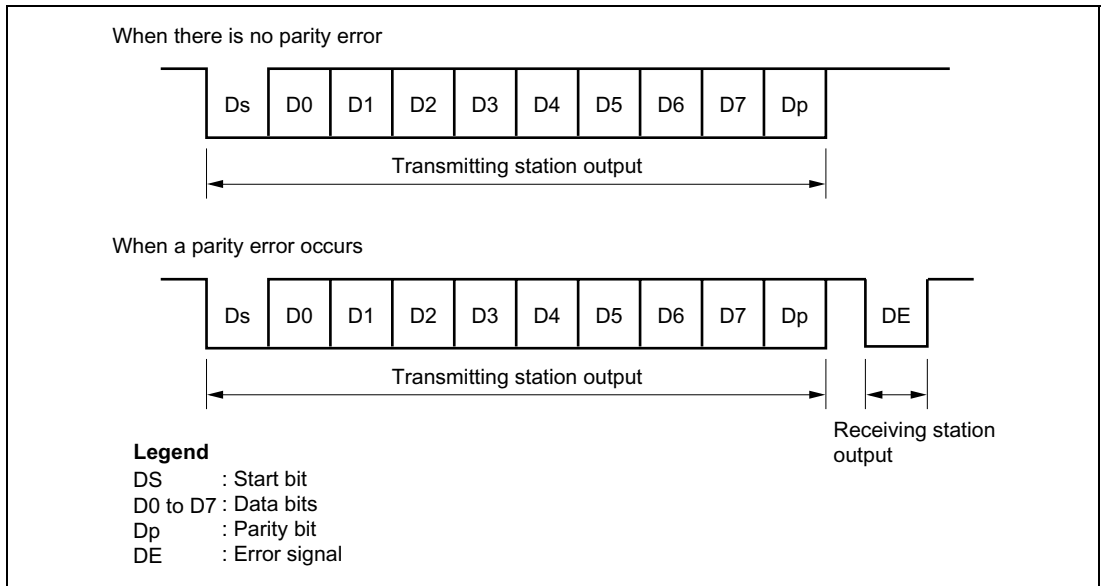 When there is no parity error
Ds D0 D1 D2 D3 D4 D5 D6 D7 Dp
Transmitting station output
When a parity error occurs
Ds D0 D1 D2 D3 D4 D5 D6 D7 Dp DE
Transmitting station output
Receiving station
output
Legend
DS : Start bit
D0 to D7 : Data bits
Dp : Parity bit
DE : Error signal